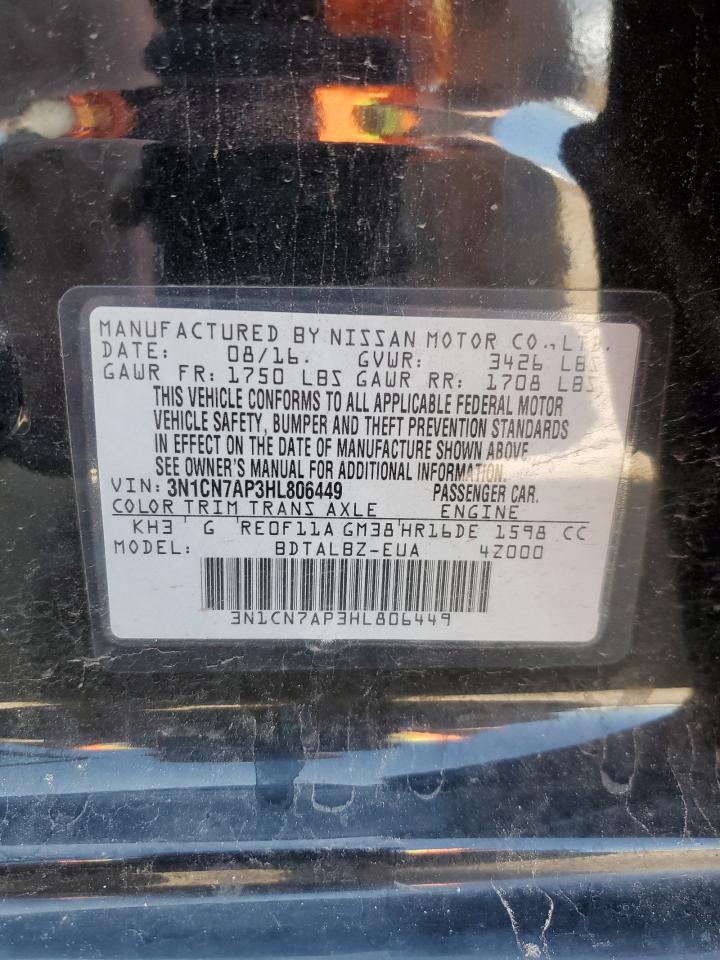 MANUFACTURED BY NISSAN MOTOR CO., LTD.
DATE: 08/16. GVWR: 3426 LBS
GAWR FR: 1750 LBS GAWR RR: 1708 LBS
THIS VEHICLE CONFORMS TO ALL APPLICABLE FEDERAL MOTOR
VEHICLE SAFETY, BUMPER AND THEFT PREVENTION STANDARDS
IN EFFECT ON THE DATE OF MANUFACTURE SHOWN ABOVE
SEE OWNER'S MANUAL FOR ADDITIONAL INFORMATION.
VIN: 3N1CN7AP3HL806449 PASSENGER CAR.
COLOR TRIM TRANS AXLE ENGINE
KH3 G RE0F11A GM38 HR16DE 1598 CC
MODEL: BDTALBZ-EUA 4Z000
3N1CN7AP3HL806449